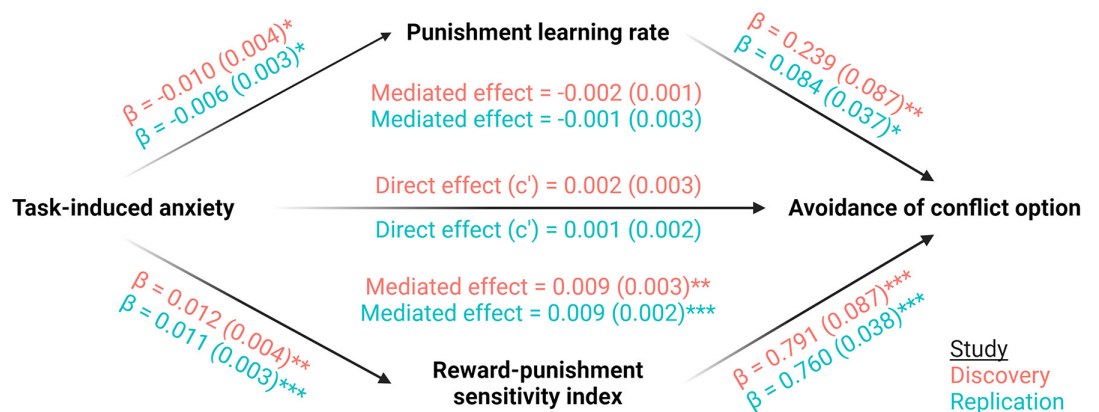 Punishment learning rate
β = -0.010 (0.004)*
β = -0.006 (0.003)*
β = 0.239 (0.087)**
β = 0.084 (0.037)*
Mediated effect = -0.002 (0.001)
Mediated effect = -0.001 (0.003)
Direct effect (c') = 0.002 (0.003)
Task-induced anxiety
Avoidance of conflict option
Direct effect (c') = 0.001 (0.002)
Mediated effect = 0.009 (0.003)**
Mediated effect = 0.009 (0.002)***
β = 0.012 (0.004)**
β = 0.011 (0.003)***
β = 0.791 (0.087)***
β = 0.760 (0.038)***
Reward-punishment
sensitivity index
Study
Discovery
Replication